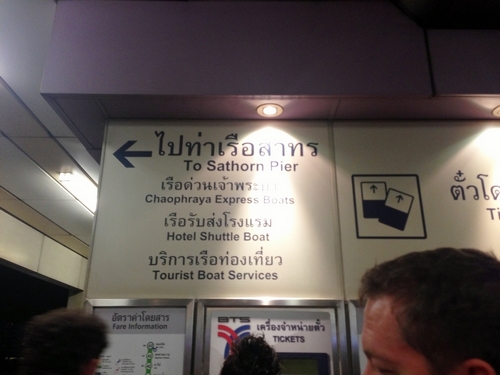 ไปท่าเรือสาทร
To Sathorn Pier
เรือด่วนเจ้าพระยา
Chaophraya Express Boats
เรือรับส่งโรงแรม
Hotel Shuttle Boat
บริการเรือท่องเที่ยว
Tourist Boat Services
อัตราค่าโดยสาร
Fare Information
BTS
เครื่องจำหน่ายตั๋ว
TICKETS